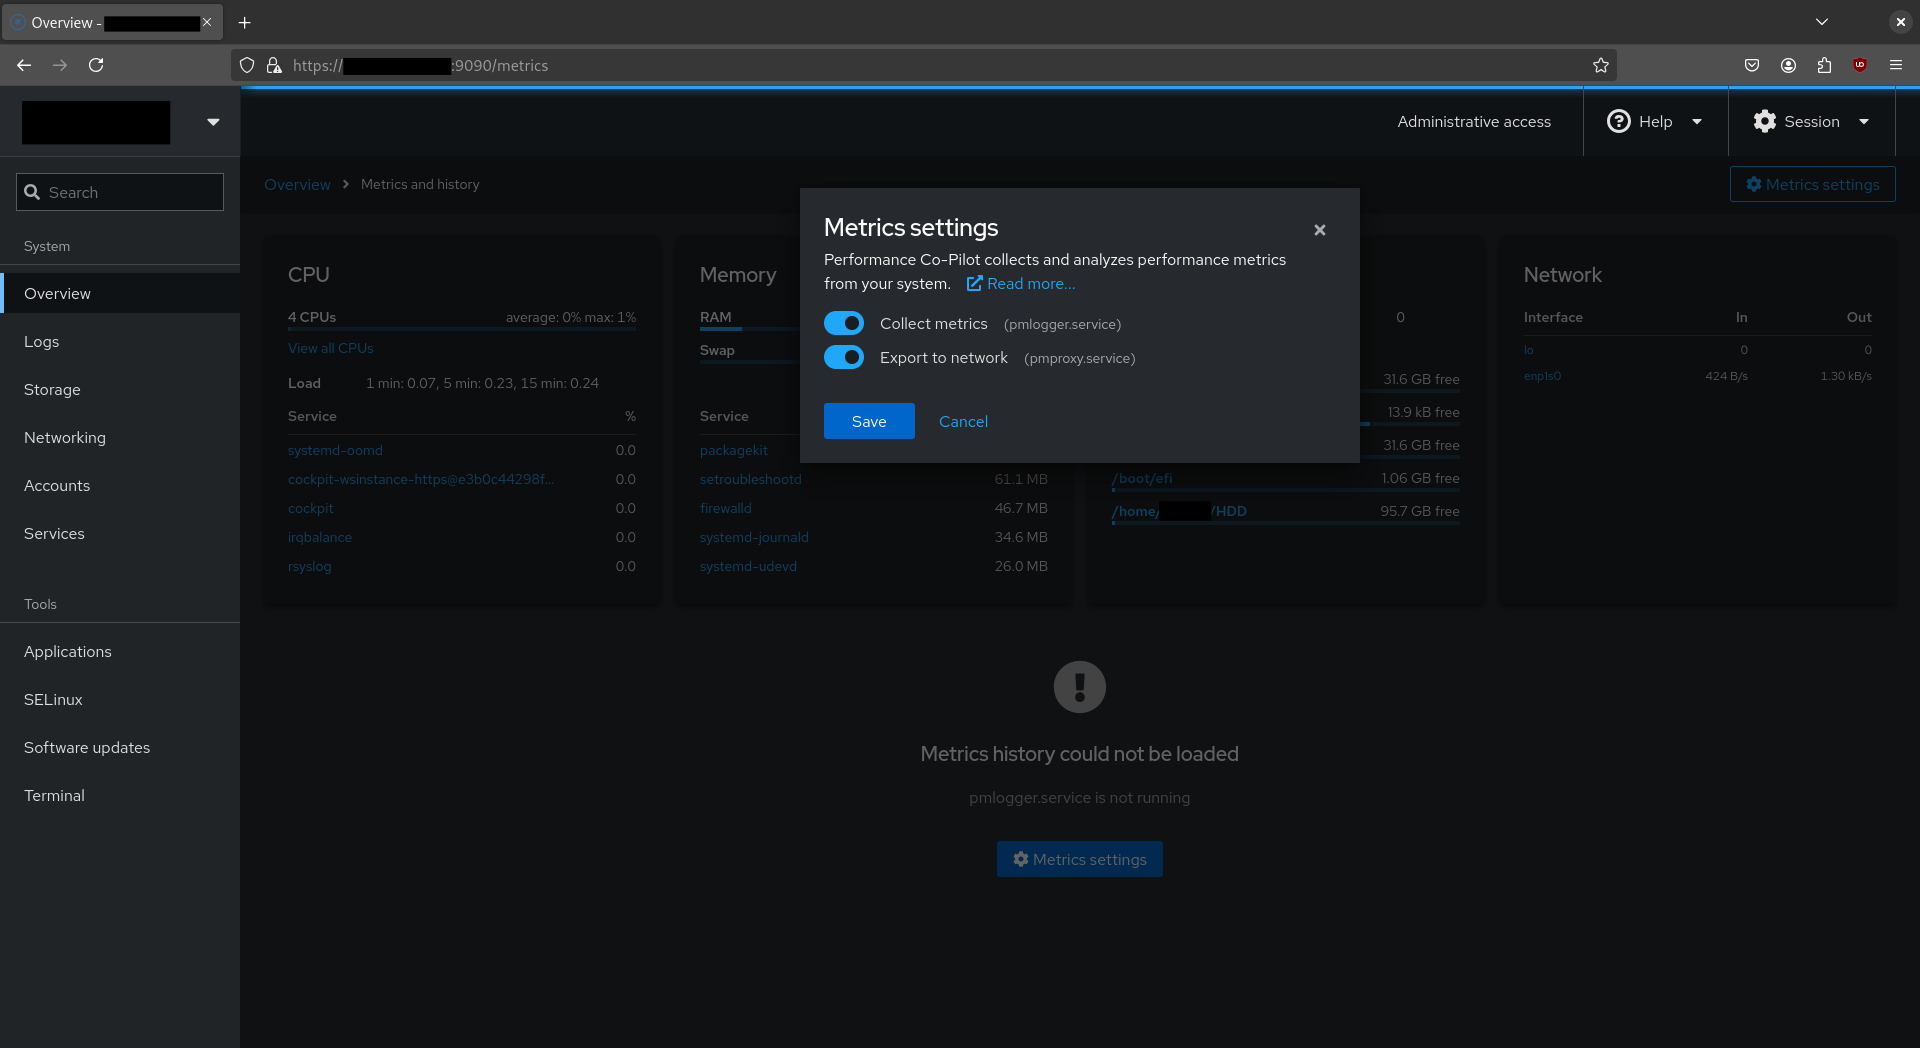 Overview -
https://
:9090/metrics
Administrative access
Help
Session
Search
System
Overview
Logs
Storage
Networking
Accounts
Services
Tools
Applications
SELinux
Software updates
Terminal
Overview
Metrics and history
Metrics settings
CPU
4 CPUs
average: 0% max: 1%
View all CPUs
Load
1 min: 0.07, 5 min: 0.23, 15 min: 0.24
Service %
systemd-oomd 0.0
cockpit-wsinstance-https@e3b0c44298f... 0.0
cockpit 0.0
irqbalance 0.0
rsyslog 0.0
Memory
RAM
Swap
Service
packagekit
setroubleshootd 61.1 MB
firewalld 46.7 MB
systemd-journald 34.6 MB
systemd-udevd 26.0 MB
Metrics settings
Performance Co-Pilot collects and analyzes performance metrics
from your system. Read more...
Collect metrics (pmlogger.service)
Export to network (pmproxy.service)
Save
Cancel
0
31.6 GB free
13.9 kB free
31.6 GB free
/boot/efi 1.06 GB free
/home/ /HDD 95.7 GB free
Network
Interface In Out
lo 0 0
enp1s0 424 B/s 1.30 kB/s
Metrics history could not be loaded
pmlogger.service is not running
Metrics settings